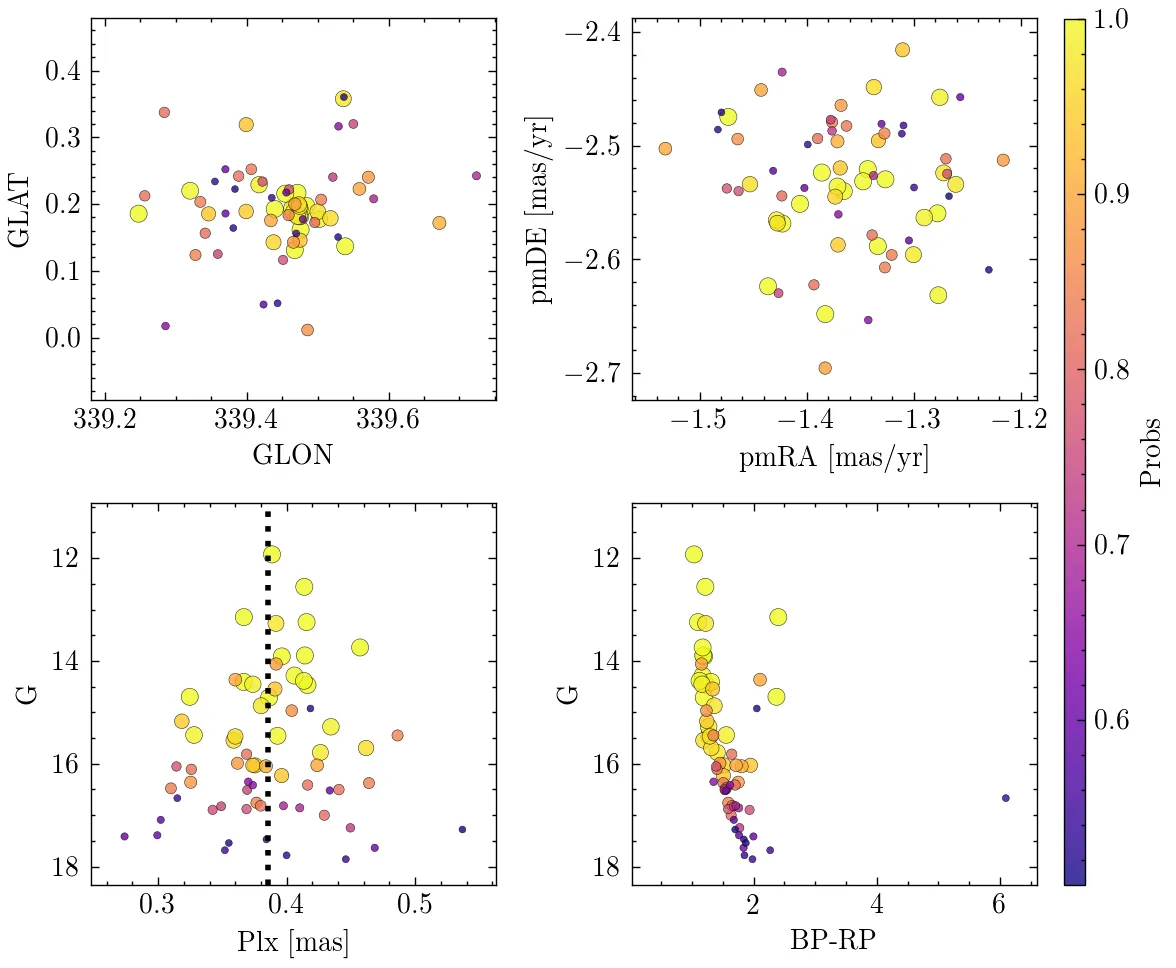 0.4
0.3
0.2
0.1
0.0
GLAT
339.2 339.4 339.6
GLON
−2.4
−2.5
−2.6
−2.7
pmDE [mas/yr]
−1.5 −1.4 −1.3 −1.2
pmRA [mas/yr]
12
14
16
18
G
0.3 0.4 0.5
Plx [mas]
12
14
16
18
G
2 4 6
BP-RP
1.0
0.9
0.8
0.7
0.6
Probs